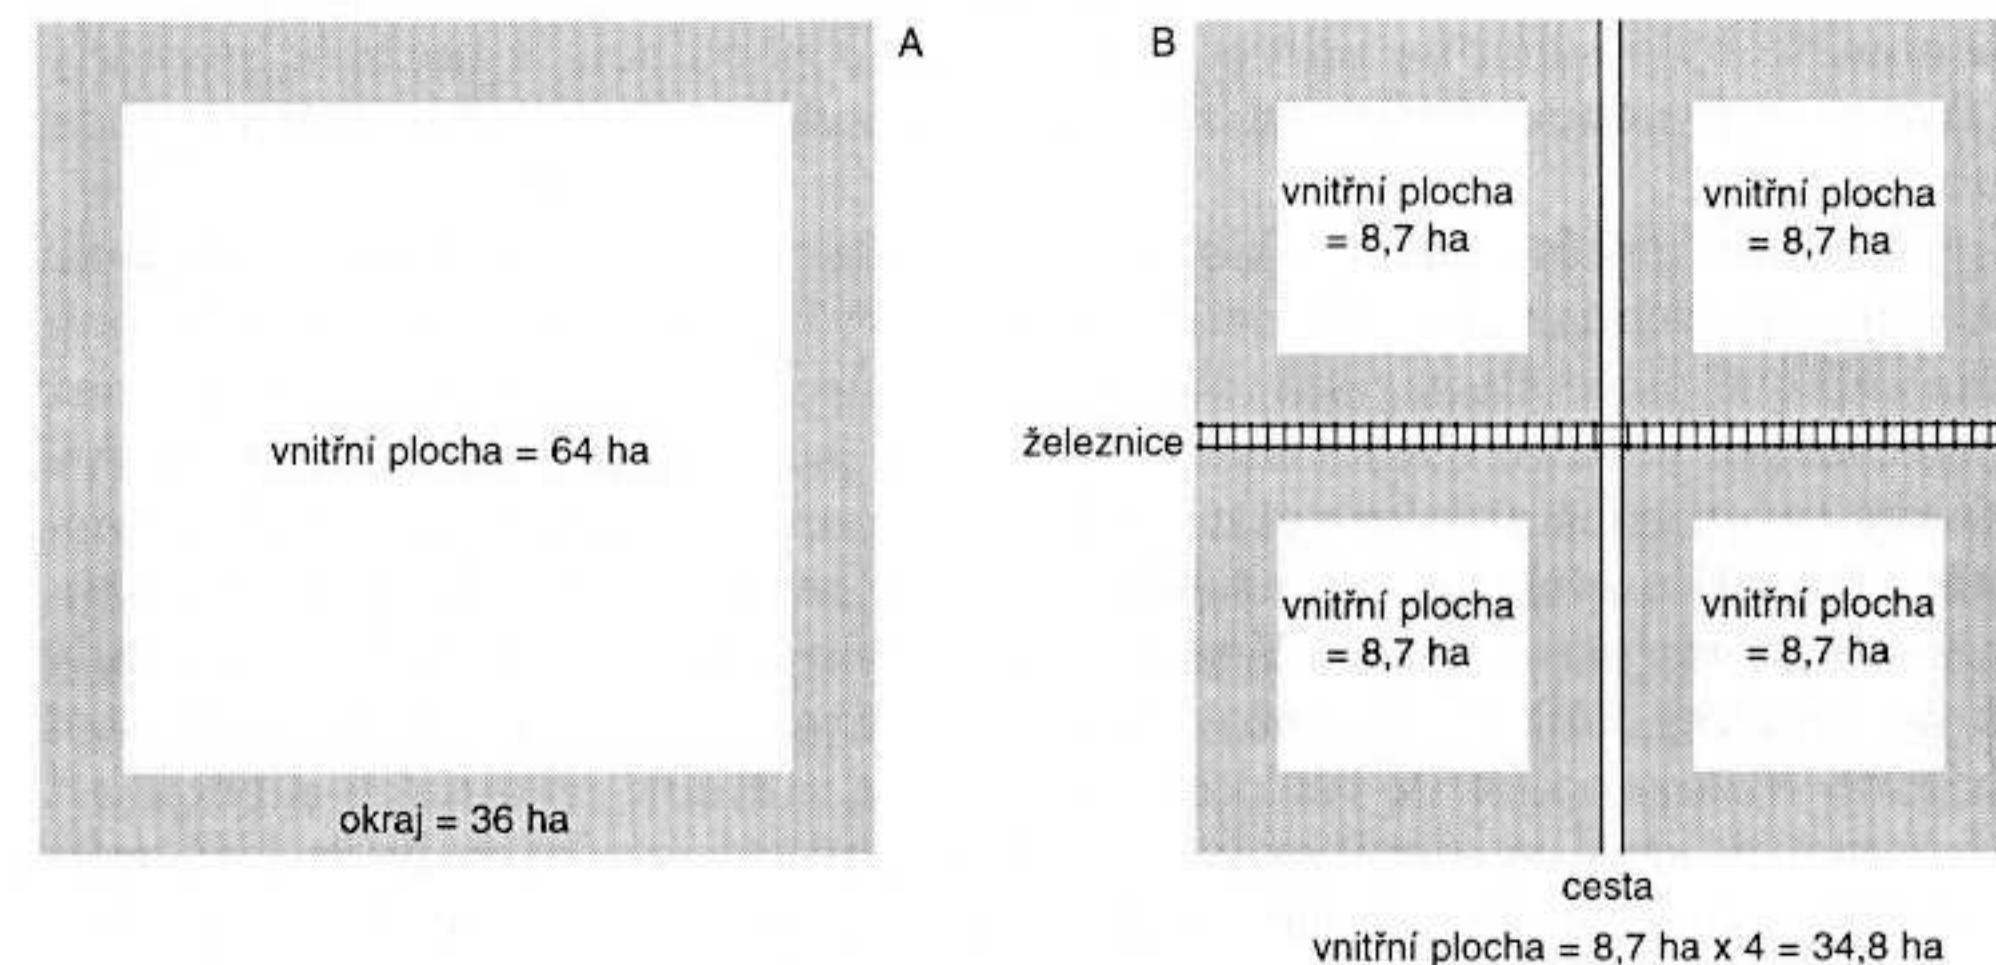 A
vnitřní plocha = 64 ha
okraj = 36 ha
B
vnitřní plocha
= 8,7 ha
vnitřní plocha
= 8,7 ha
železnice
vnitřní plocha
= 8,7 ha
vnitřní plocha
= 8,7 ha
cesta
vnitřní plocha = 8,7 ha x 4 = 34,8 ha